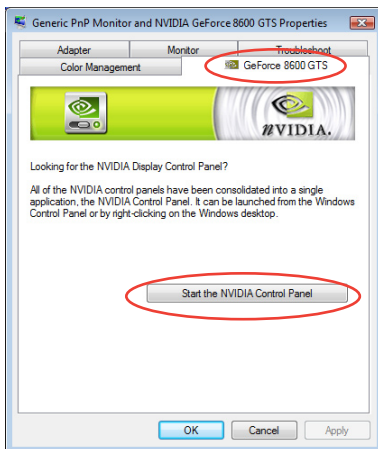 Generic PnP Monitor and NVIDIA GeForce 8600 GTS Properties
Adapter Monitor Troubleshoot
Color Management GeForce 8600 GTS
NVIDIA.
Looking for the NVIDIA Display Control Panel?
All of the NVIDIA control panels have been consolidated into a single
application, the NVIDIA Control Panel. It can be launched from the Windows
Control Panel or by right-clicking on the Windows desktop.
Start the NVIDIA Control Panel
OK Cancel Apply